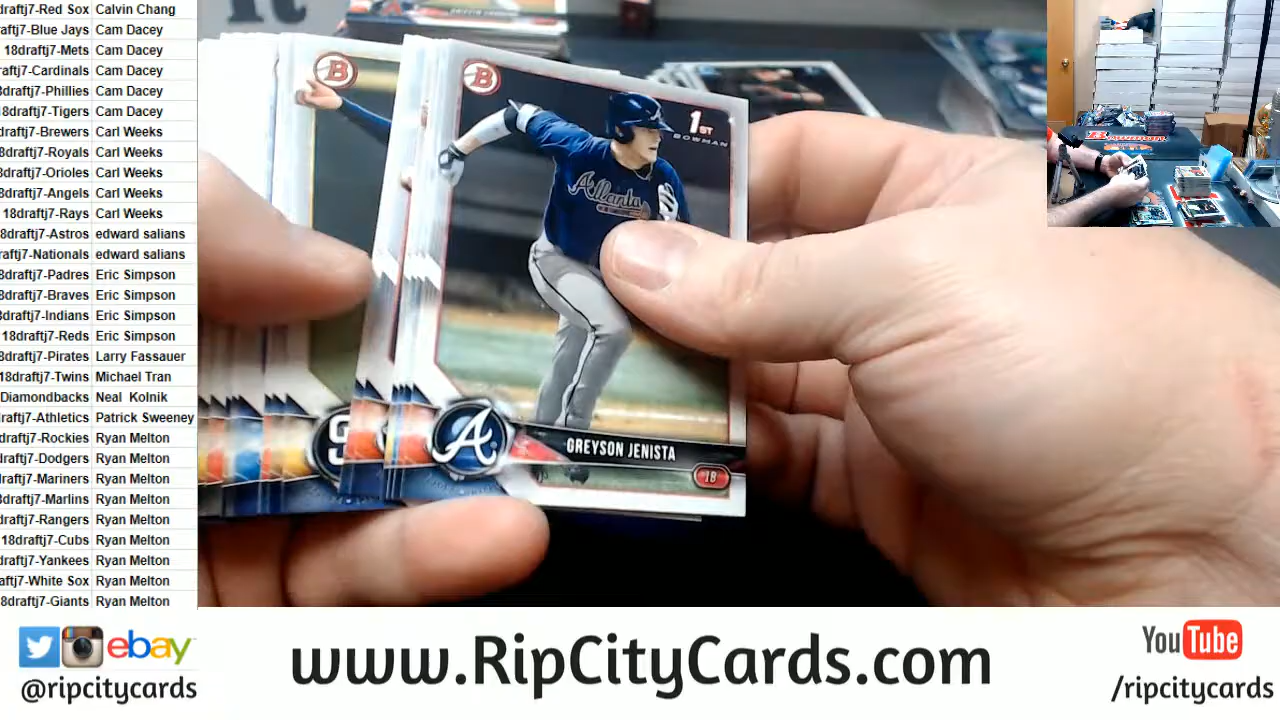 draftj7-Red Sox Calvin Chang
aftj7-Blue Jays Cam Dacey
18draftj7-Mets Cam Dacey
aftj7-Cardinals Cam Dacey
8draftj7-Phillies Cam Dacey
8draftj7-Tigers Cam Dacey
draftj7-Brewers Carl Weeks
draftj7-Royals Carl Weeks
draftj7-Orioles Carl Weeks
draftj7-Angels Carl Weeks
18draftj7-Rays Carl Weeks
8draftj7-Astros edward salians
raftj7-Nationals edward salians
8draftj7-Padres Eric Simpson
8draftj7-Braves Eric Simpson
8draftj7-Indians Eric Simpson
18draftj7-Reds Eric Simpson
8draftj7-Pirates Larry Fassauer
18draftj7-Twins Michael Tran
Diamondbacks Neal Kolnik
raftj7-Athletics Patrick Sweeney
draftj7-Rockies Ryan Melton
draftj7-Dodgers Ryan Melton
draftj7-Mariners Ryan Melton
8draftj7-Marlins Ryan Melton
draftj7-Rangers Ryan Melton
18draftj7-Cubs Ryan Melton
draftj7-Yankees Ryan Melton
aftj7-White Sox Ryan Melton
8draftj7-Giants Ryan Melton
B
B
1ST
BOWMAN
Atlanta
A
GREYSON JENISTA
18
ebay
@ripcitycards
www.RipCityCards.com
YouTube
/ripcitycards